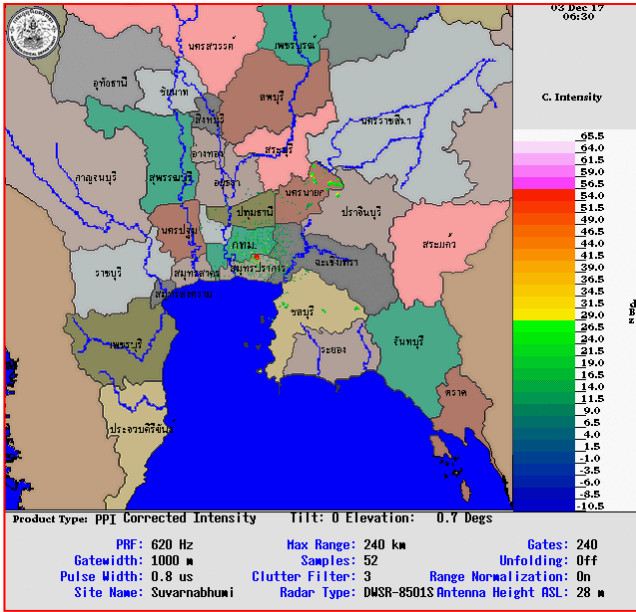 03 Dec 17
06:30
C. Intensity
นครสวรรค์
เพชรบูรณ์
อุทัยธานี
ชัยนาท
ลพบุรี
สิงห์บุรี
นครราชสีมา
อ่างทอง
สระบุรี
กาญจนบุรี
สุพรรณบุรี
อยุธยา
นครนายก
ปราจีนบุรี
ปทุมธานี
นครปฐม
กทม.
สระแก้ว
ฉะเชิงเทรา
ราชบุรี
สมุทรสาคร
สมุทรปราการ
สมุทรสงคราม
ชลบุรี
เพชรบุรี
ระยอง
จันทบุรี
ตราด
ประจวบคีรีขันธ์
65.5
64.0
61.5
59.0
56.5
54.0
51.5
49.0
46.5
44.0
41.5
39.0
36.5
34.0
31.5
29.0
26.5
24.0
21.5
19.0
16.5
14.0
11.5
9.0
6.5
4.0
1.5
-1.0
-3.5
-6.0
-8.5
-10.5
Product Type: PPI Corrected Intensity Tilt: 0 Elevation: 0.7 Degs
PRF: 620 Hz Max Range: 240 km Gates: 240
Gatewidth: 1000 m Samples: 52 Unfolding: Off
Pulse Width: 0.8 us Clutter Filter: 3 Range Normalization: On
Site Name: Suvarnabhumi Radar Type: DWSR-8501S Antenna Height ASL: 28 m